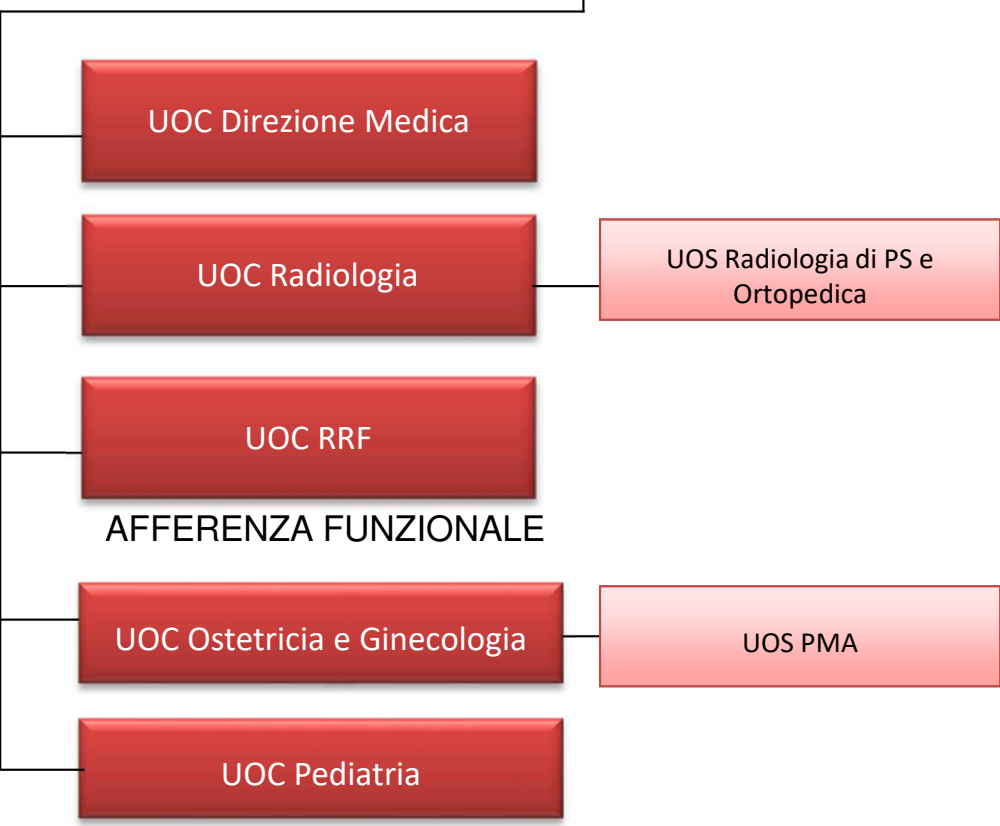 UOC Direzione Medica
UOC Radiologia
UOS Radiologia di PS e
Ortopedica
UOC RRF
AFFERENZA FUNZIONALE
UOC Ostetricia e Ginecologia
UOS PMA
UOC Pediatria